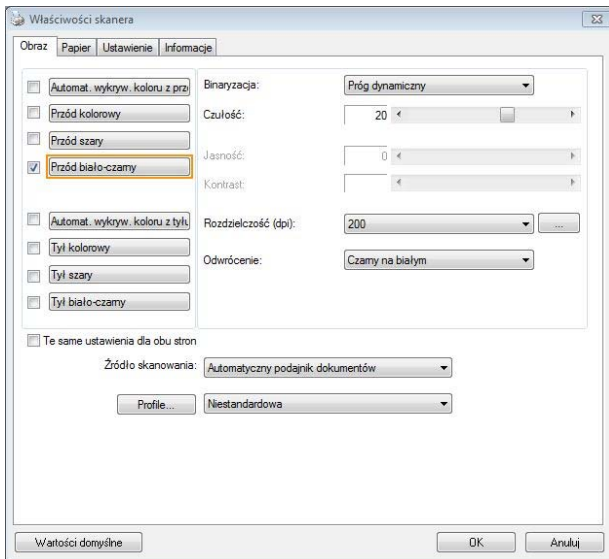 Właściwości skanera
Obraz Papier Ustawienie Informacje
Automat. wykryw. koloru z prz
Przód kolorowy
Przód szary
Przód biało-czarny
Automat. wykryw. koloru z tyłu
Tył kolorowy
Tył szary
Tył biało-czarny
Binaryzacja: Próg dynamiczny
Czułość: 20
Jasność: 0
Kontrast:
Rozdzielczość (dpi): 200 ...
Odwrócenie: Czarny na białym
Te same ustawienia dla obu stron
Źródło skanowania: Automatyczny podajnik dokumentów
Profile... Niestandardowa
Wartości domyślne OK Anuluj